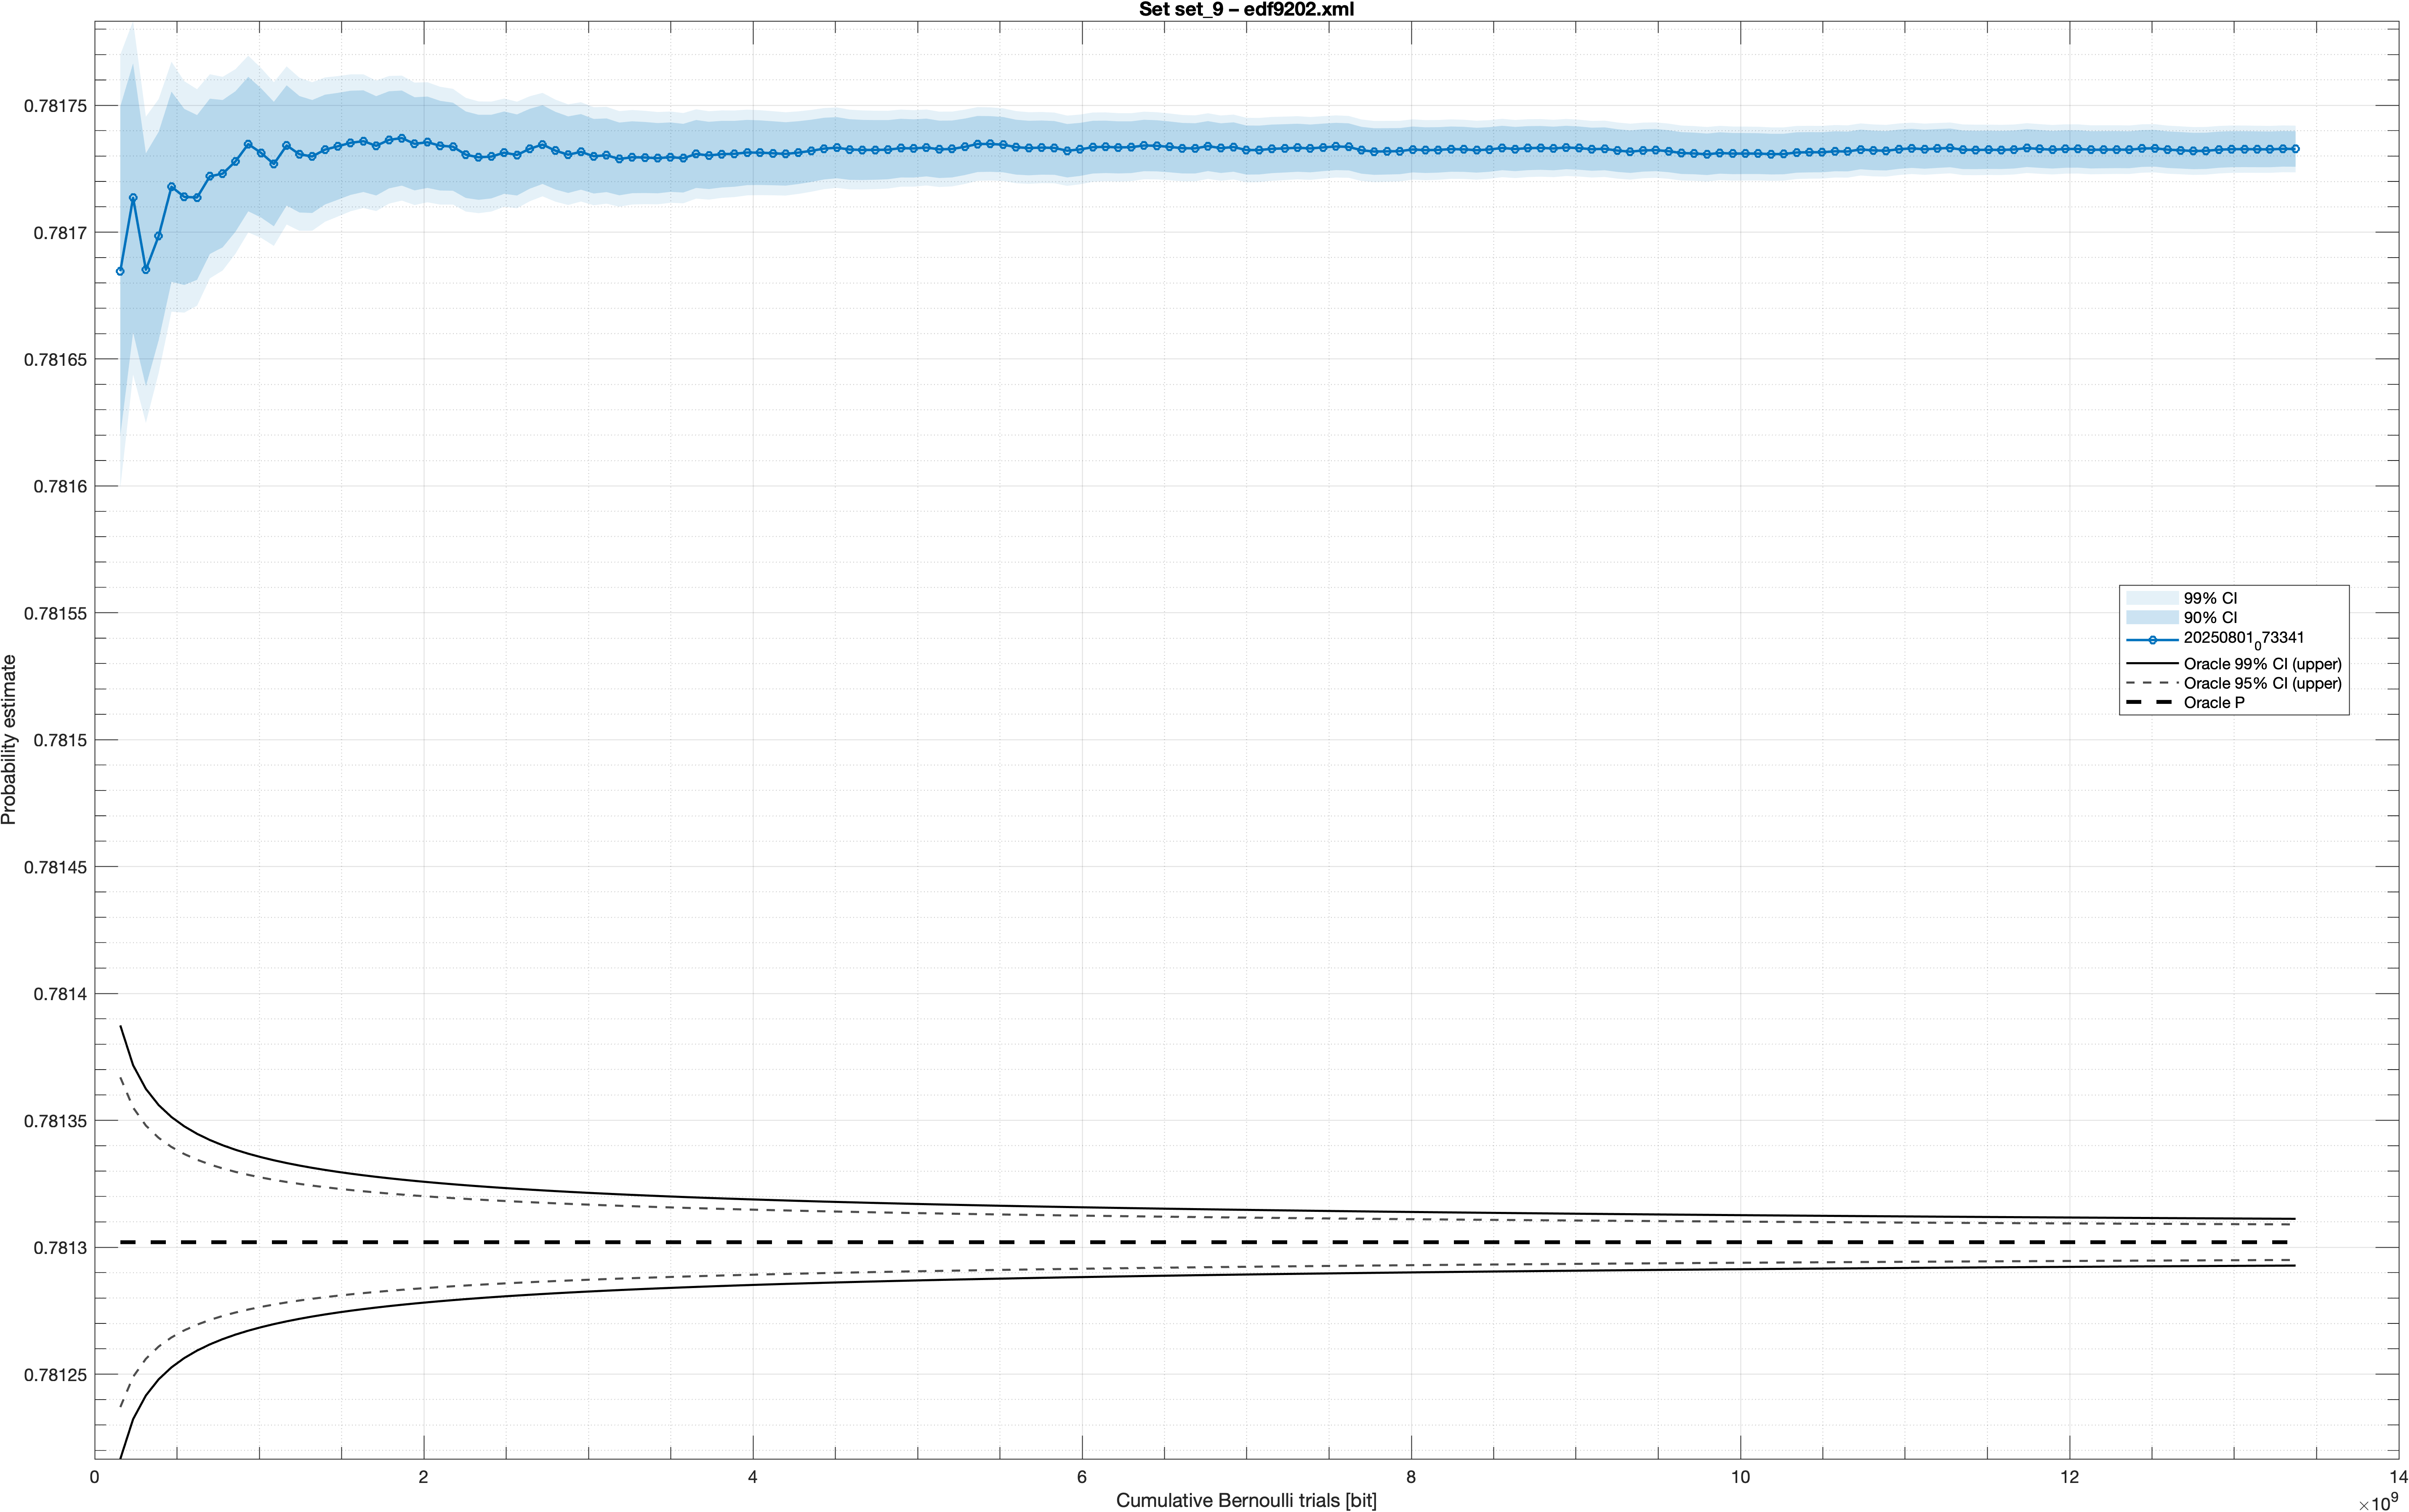 Set set_9 – edf9202.xml
0.78175
0.7817
0.78165
0.7816
0.78155
0.7815
0.78145
0.7814
0.78135
0.7813
0.78125
Probability estimate
99% CI
90% CI
20250801_073341
Oracle 99% CI (upper)
Oracle 95% CI (upper)
Oracle P
0 2 4 6 8 10 12 14
Cumulative Bernoulli trials [bit]
×10⁹